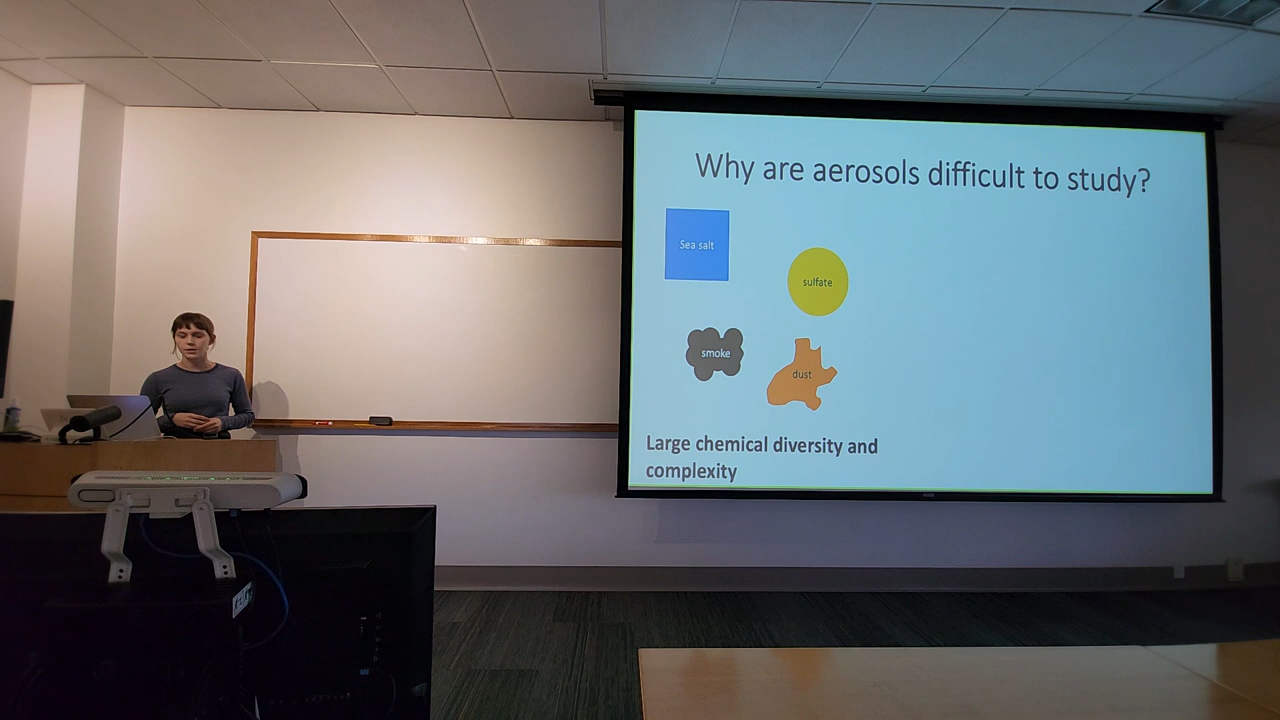 Why are aerosols difficult to study?
Sea salt
sulfate
smoke
dust
Large chemical diversity and
complexity